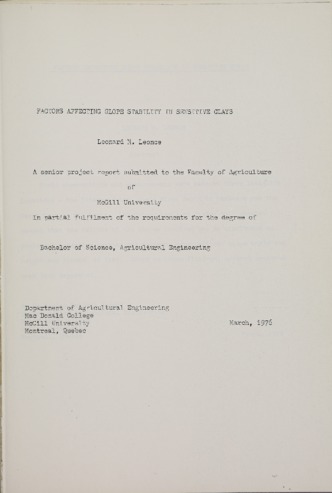 FACTORS AFFECTING SLOPE STABILITY IN SENSITIVE CLAYS
Leonard M. Leonce
A senior project report submitted to the Faculty of Agriculture
of
McGill University
in partial fulfilment of the requirements for the degree of
Bachelor of Science, Agricultural Engineering
Department of Agricultural Engineering
Mac Donald College
McGill University
Montreal, Quebec
March, 1976